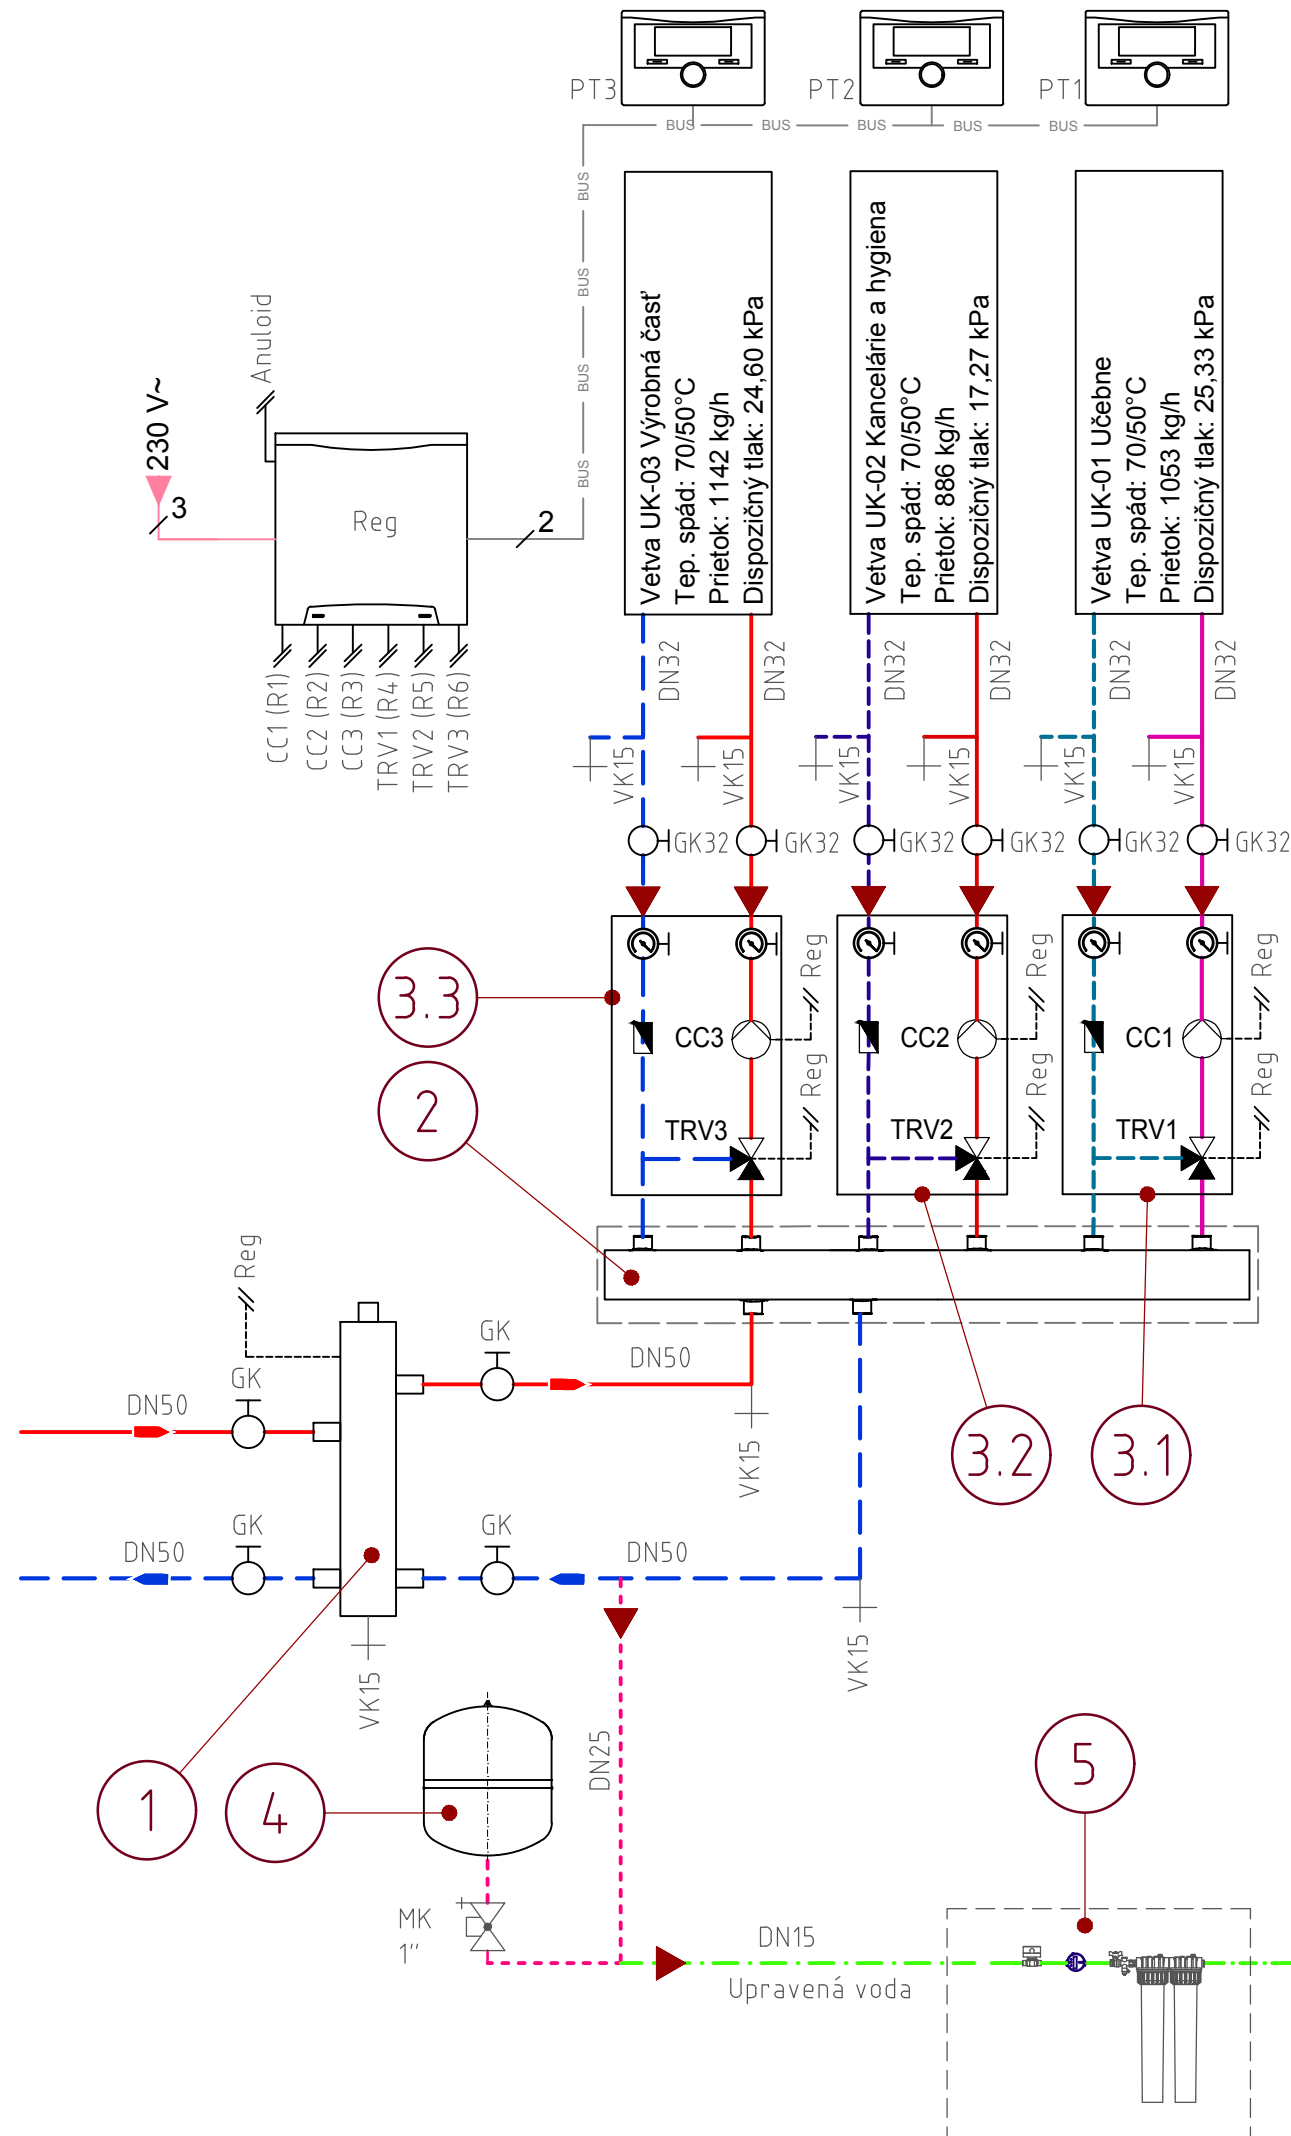 PT3
PT2
PT1
BUS
BUS
BUS
BUS
BUS
BUS
BUS
BUS
BUS
Vetva UK-03 Výrobná časť
Tep. spád: 70/50°C
Prietok: 1142 kg/h
Dispozičný tlak: 24,60 kPa
Vetva UK-02 Kancelárie a hygiena
Tep. spád: 70/50°C
Prietok: 886 kg/h
Dispozičný tlak: 17,27 kPa
Vetva UK-01 Učebne
Tep. spád: 70/50°C
Prietok: 1053 kg/h
Dispozičný tlak: 25,33 kPa
Anuloid
230 V~
3
Reg
2
CC1 (R1)
CC2 (R2)
CC3 (R3)
TRV1 (R4)
TRV2 (R5)
TRV3 (R6)
DN32
DN32
DN32
DN32
DN32
DN32
VK15
VK15
VK15
VK15
VK15
VK15
GK32
GK32
GK32
GK32
GK32
GK32
3.3
Reg
Reg
Reg
CC3
CC2
CC1
2
Reg
Reg
Reg
TRV3
TRV2
TRV1
Reg
GK
DN50
GK
DN50
VK15
3.2
3.1
GK
DN50
GK
DN50
VK15
VK15
DN25
1
4
5
MK
1"
DN15
Upravená voda